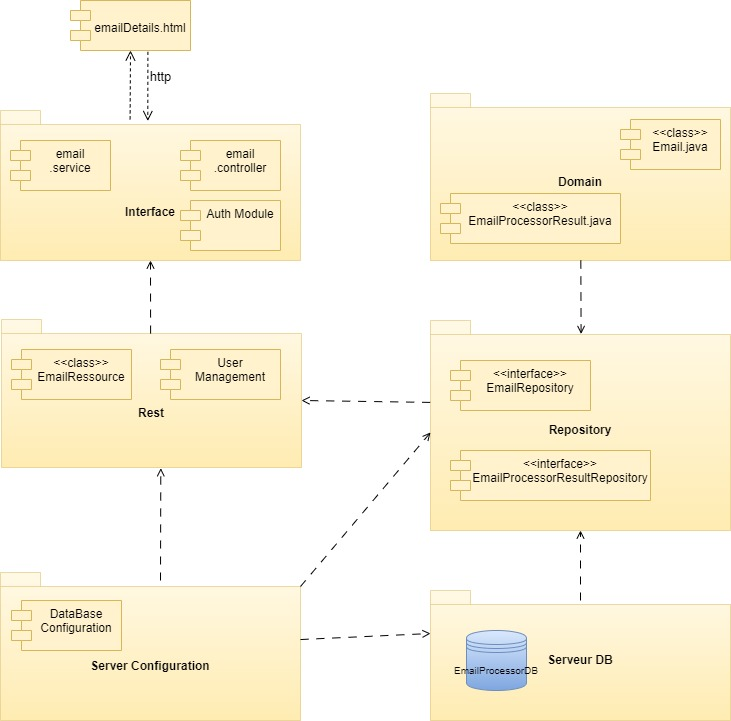 emailDetails.html
http
email
.service
email
.controller
Interface
Auth Module
<<class>>
Email.java
Domain
<<class>>
EmailProcessorResult.java
<<class>>
EmailRessource
User
Management
Rest
<<interface>>
EmailRepository
Repository
<<interface>>
EmailProcessorResultRepository
DataBase
Configuration
Server Configuration
EmailProcessorDB
Serveur DB